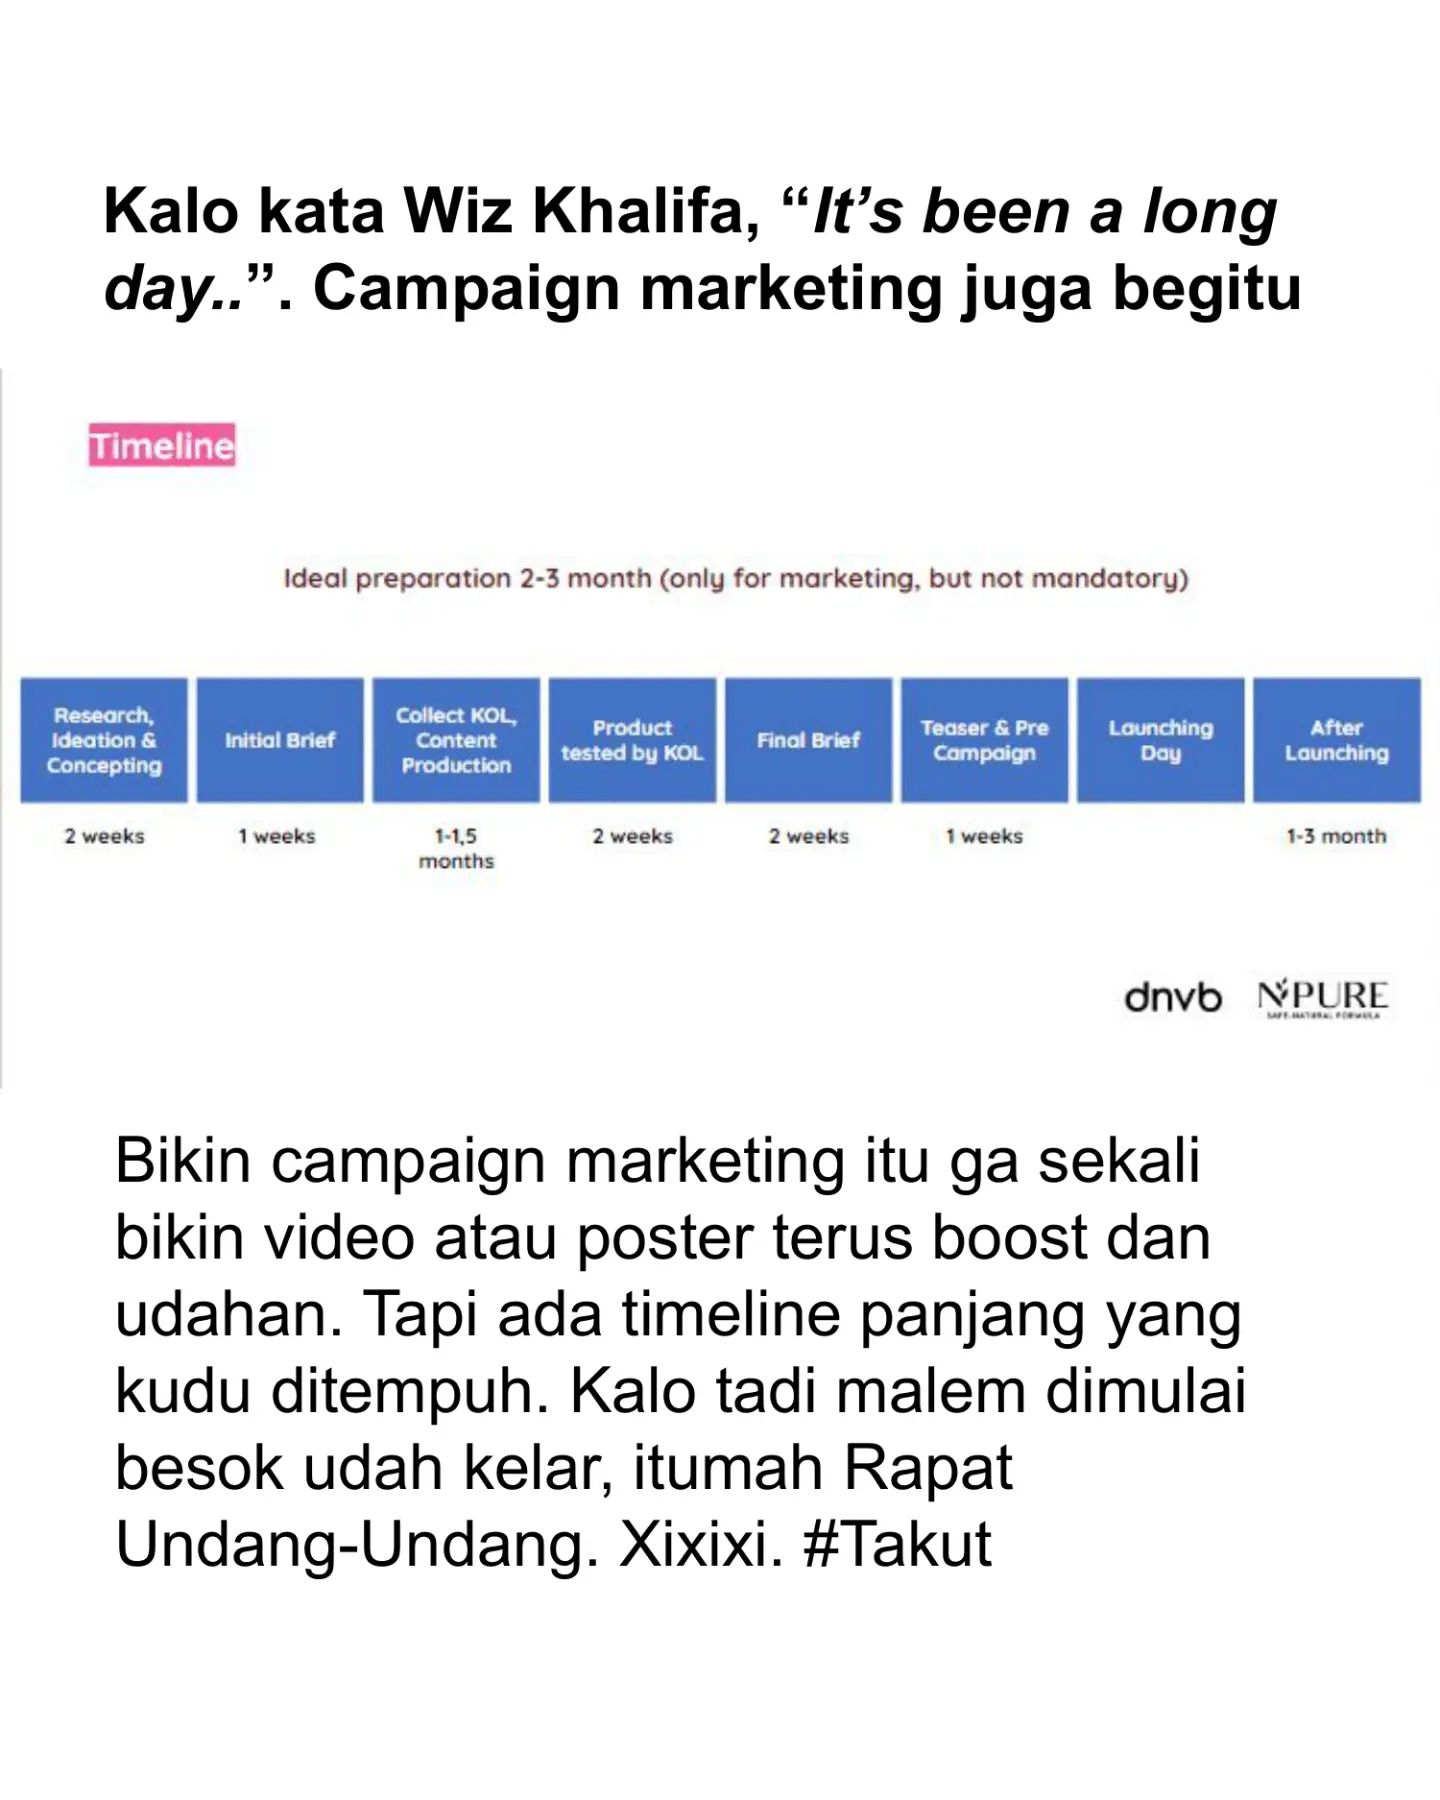 Kalo kata Wiz Khalifa, “It’s been a long
day..”. Campaign marketing juga begitu
Timeline
Ideal preparation 2-3 month (only for marketing, but not mandatory)
Research,
Ideation &
Concepting
2 weeks
Initial Brief
1 weeks
Collect KOL,
Content
Production
1-1,5
months
Product
tested by KOL
2 weeks
Final Brief
2 weeks
Teaser & Pre
Campaign
1 weeks
Launching
Day
After
Launching
1-3 month
dnvb
NPURE
SAFE-NATURAL FORMULA
Bikin campaign marketing itu ga sekali
bikin video atau poster terus boost dan
udahan. Tapi ada timeline panjang yang
kudu ditempuh. Kalo tadi malem dimulai
besok udah kelar, itumah Rapat
Undang-Undang. Xixixi. #Takut